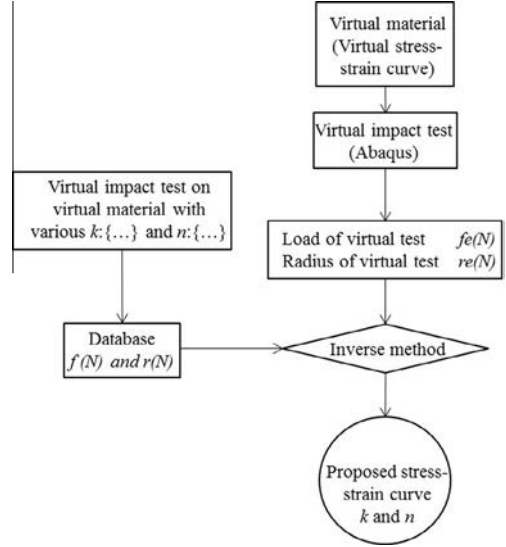 Virtual material
(Virtual stress-
strain curve)
Virtual impact test
(Abaqus)
Virtual impact test on
virtual material with
various k:{...} and n:{...}
Load of virtual test fe(N)
Radius of virtual test re(N)
Database
f (N) and r(N)
Inverse method
Proposed stress-
strain curve
k and n